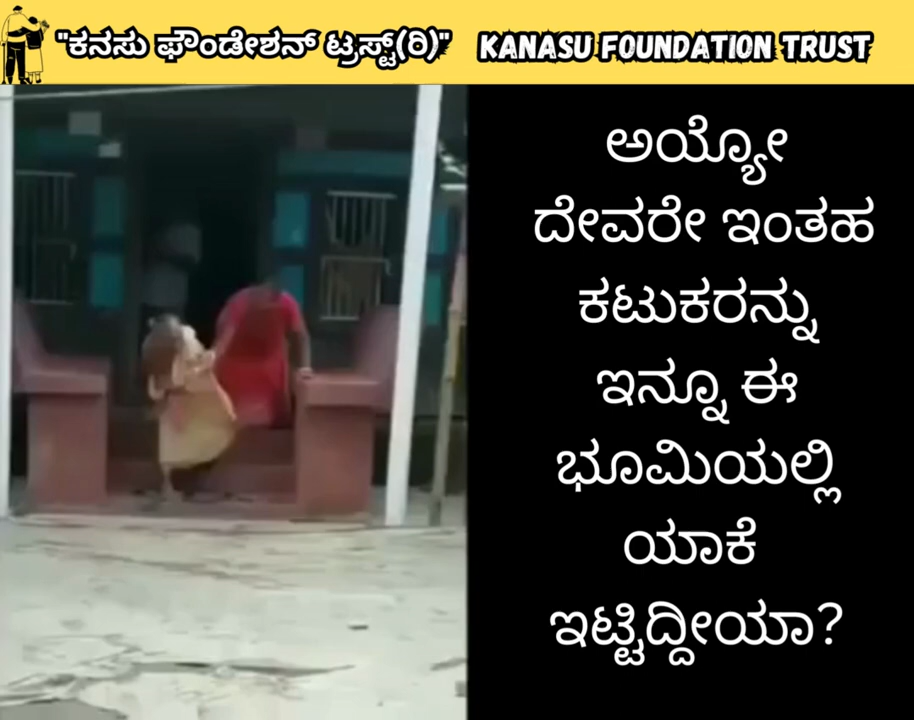 "ಕನಸು ಫೌಂಡೇಶನ್ ಟ್ರಸ್ಟ್(ರಿ)" KANASU FOUNDATION TRUST
ಅಯ್ಯೋ
ದೇವರೇ ಇಂತಹ
ಕಟುಕರನ್ನು
ಇನ್ನೂ ಈ
ಭೂಮಿಯಲ್ಲಿ
ಯಾಕೆ
ಇಟ್ಟಿದ್ದೀಯಾ?